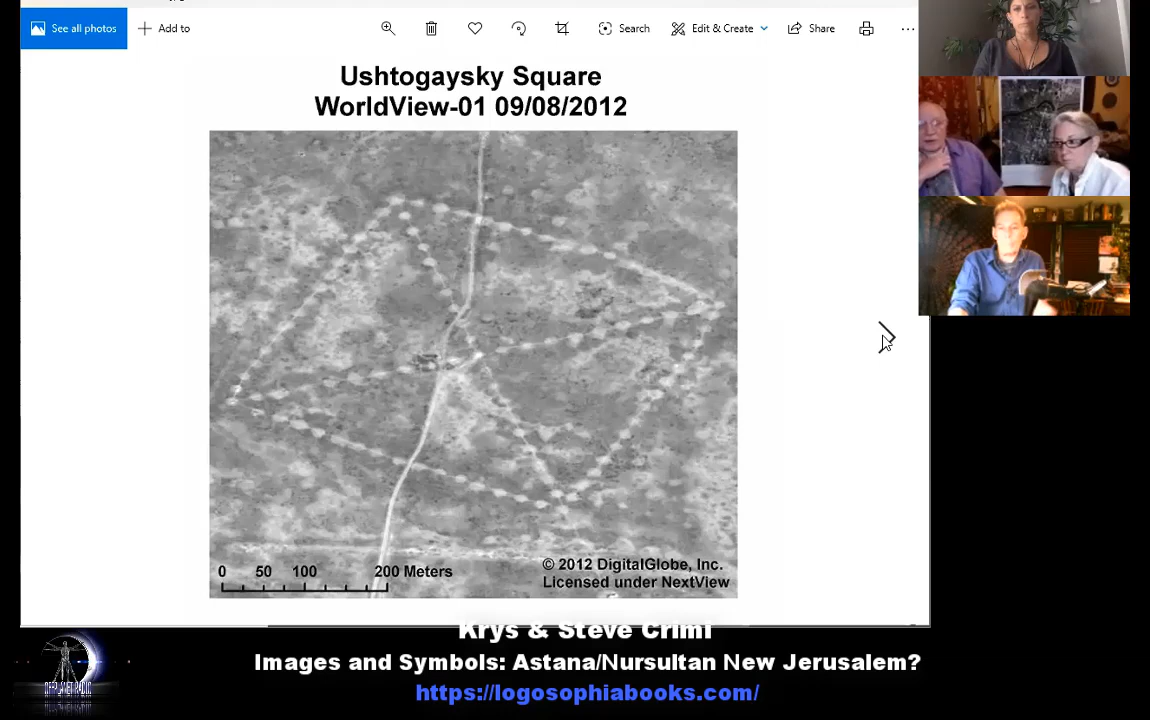 See all photos
Add to
Search
Edit & Create
Share
Ushtogaysky Square
WorldView-01 09/08/2012
0 50 100 200 Meters
© 2012 DigitalGlobe, Inc.
Licensed under NextView
Krys & Steve Crimi
Images and Symbols: Astana/Nursultan New Jerusalem?
https://logosophiabooks.com/